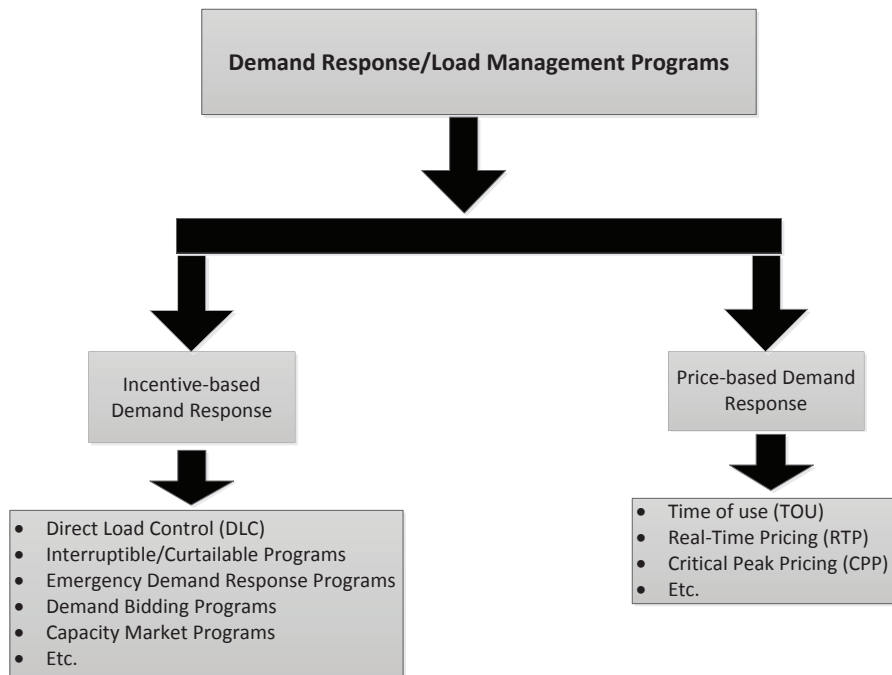 Demand Response/Load Management Programs
Incentive-based
Demand Response
Price-based Demand
Response
• Direct Load Control (DLC)
• Interruptible/Curtailable Programs
• Emergency Demand Response Programs
• Demand Bidding Programs
• Capacity Market Programs
• Etc.
• Time of use (TOU)
• Real-Time Pricing (RTP)
• Critical Peak Pricing (CPP)
• Etc.